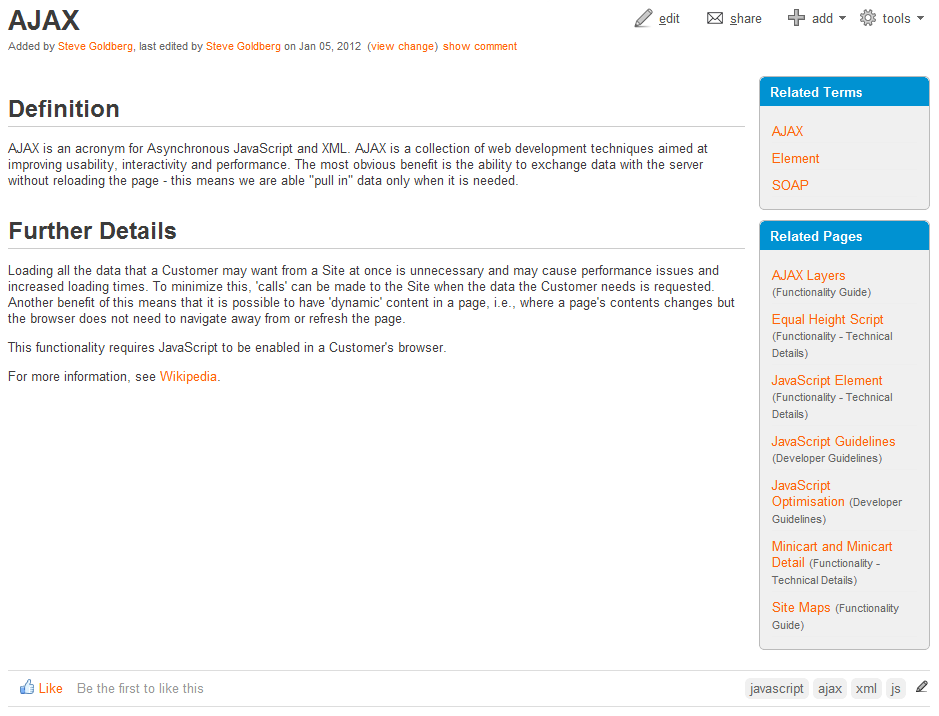 AJAX
edit share add tools
Added by Steve Goldberg, last edited by Steve Goldberg on Jan 05, 2012 (view change) show comment
Definition
AJAX is an acronym for Asynchronous JavaScript and XML. AJAX is a collection of web development techniques aimed at
improving usability, interactivity and performance. The most obvious benefit is the ability to exchange data with the server
without reloading the page - this means we are able "pull in" data only when it is needed.
Further Details
Loading all the data that a Customer may want from a Site at once is unnecessary and may cause performance issues and
increased loading times. To minimize this, 'calls' can be made to the Site when the data the Customer needs is requested.
Another benefit of this means that it is possible to have 'dynamic' content in a page, i.e., where a page's contents changes but
the browser does not need to navigate away from or refresh the page.
This functionality requires JavaScript to be enabled in a Customer's browser.
For more information, see Wikipedia.
Related Terms
AJAX
Element
SOAP
Related Pages
AJAX Layers
(Functionality Guide)
Equal Height Script
(Functionality - Technical
Details)
JavaScript Element
(Functionality - Technical
Details)
JavaScript Guidelines
(Developer Guidelines)
JavaScript
Optimisation (Developer
Guidelines)
Minicart and Minicart
Detail (Functionality -
Technical Details)
Site Maps (Functionality
Guide)
Like Be the first to like this
javascript ajax xml js